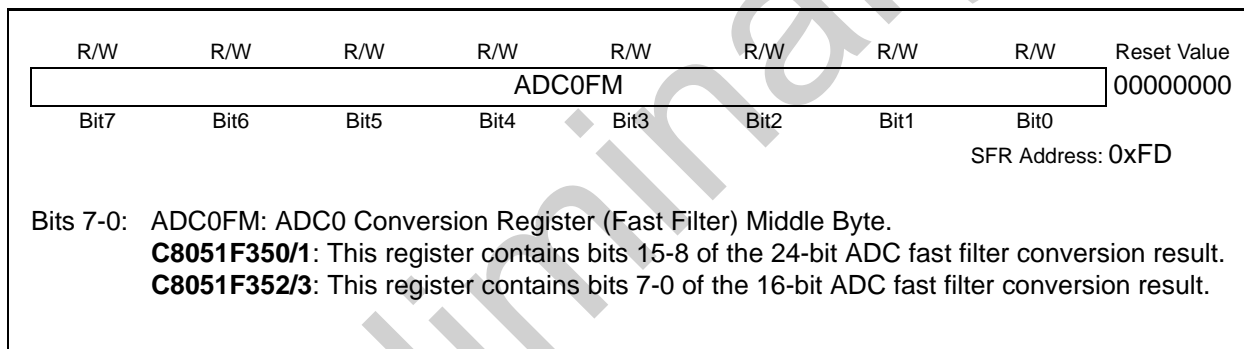 R/W R/W R/W R/W R/W R/W R/W R/W Reset Value
ADC0FM 00000000
Bit7 Bit6 Bit5 Bit4 Bit3 Bit2 Bit1 Bit0
SFR Address: 0xFD
Bits 7-0: ADC0FM: ADC0 Conversion Register (Fast Filter) Middle Byte.
C8051F350/1: This register contains bits 15-8 of the 24-bit ADC fast filter conversion result.
C8051F352/3: This register contains bits 7-0 of the 16-bit ADC fast filter conversion result.